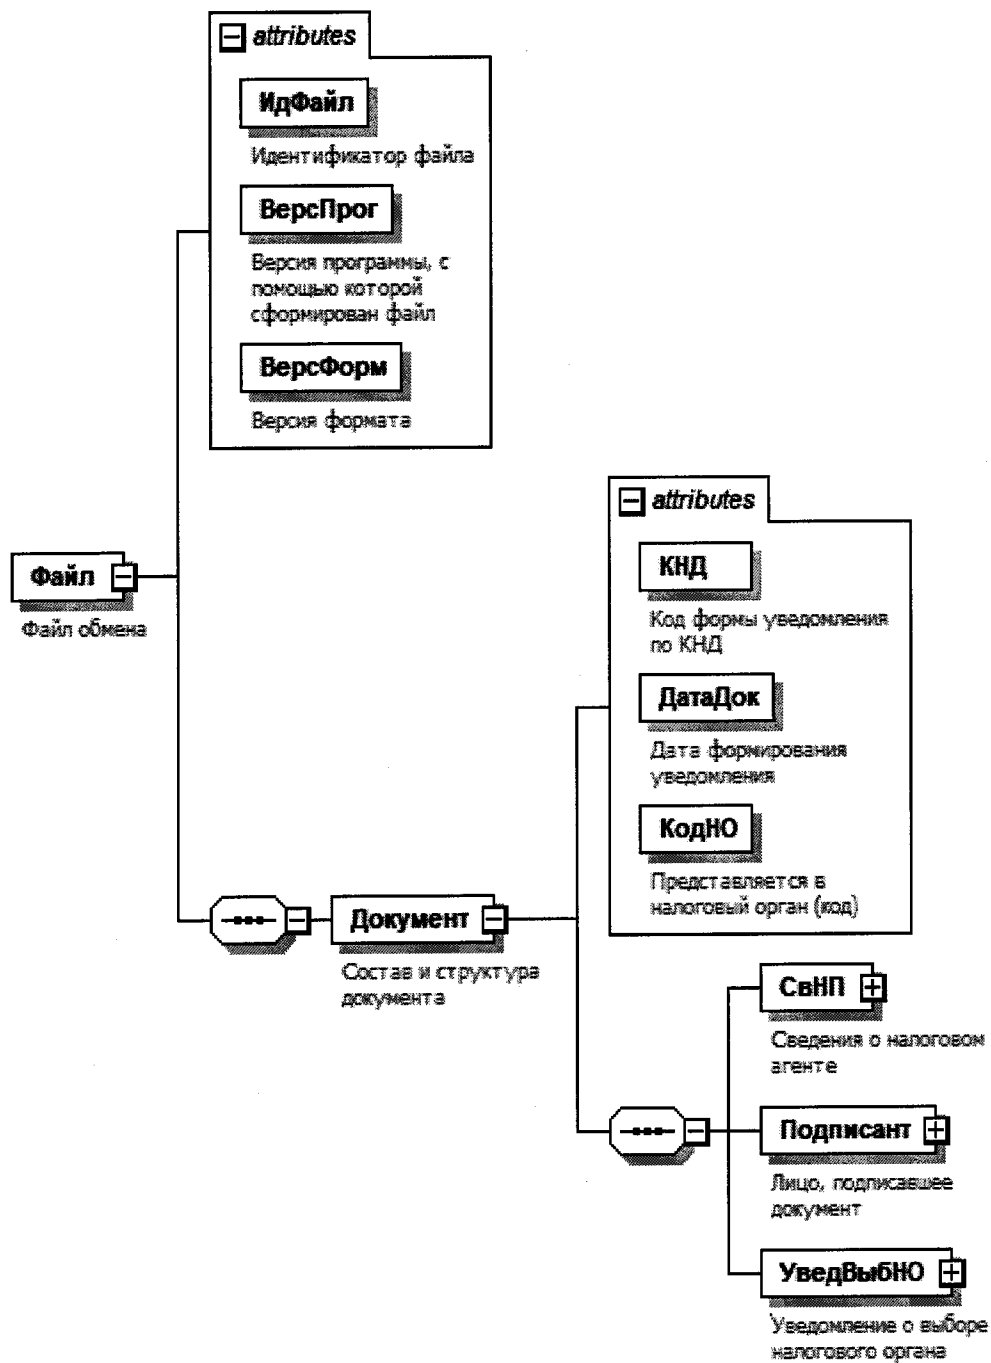 attributes
ИдФайл
Идентификатор файла
ВерсПрог
Версия программы, с
помощью которой
сформирован файл
ВерсФорм
Версия формата
Файл
Файл обмена
attributes
КНД
Код формы уведомления
по КНД
ДатаДок
Дата формирования
уведомления
КодНО
Представляется в
налоговый орган (код)
Документ
Состав и структура
документа
СвНП
Сведения о налоговом
агенте
Подписант
Лицо, подписавшее
документ
УведВыбНО
Уведомление о выборе
налогового органа